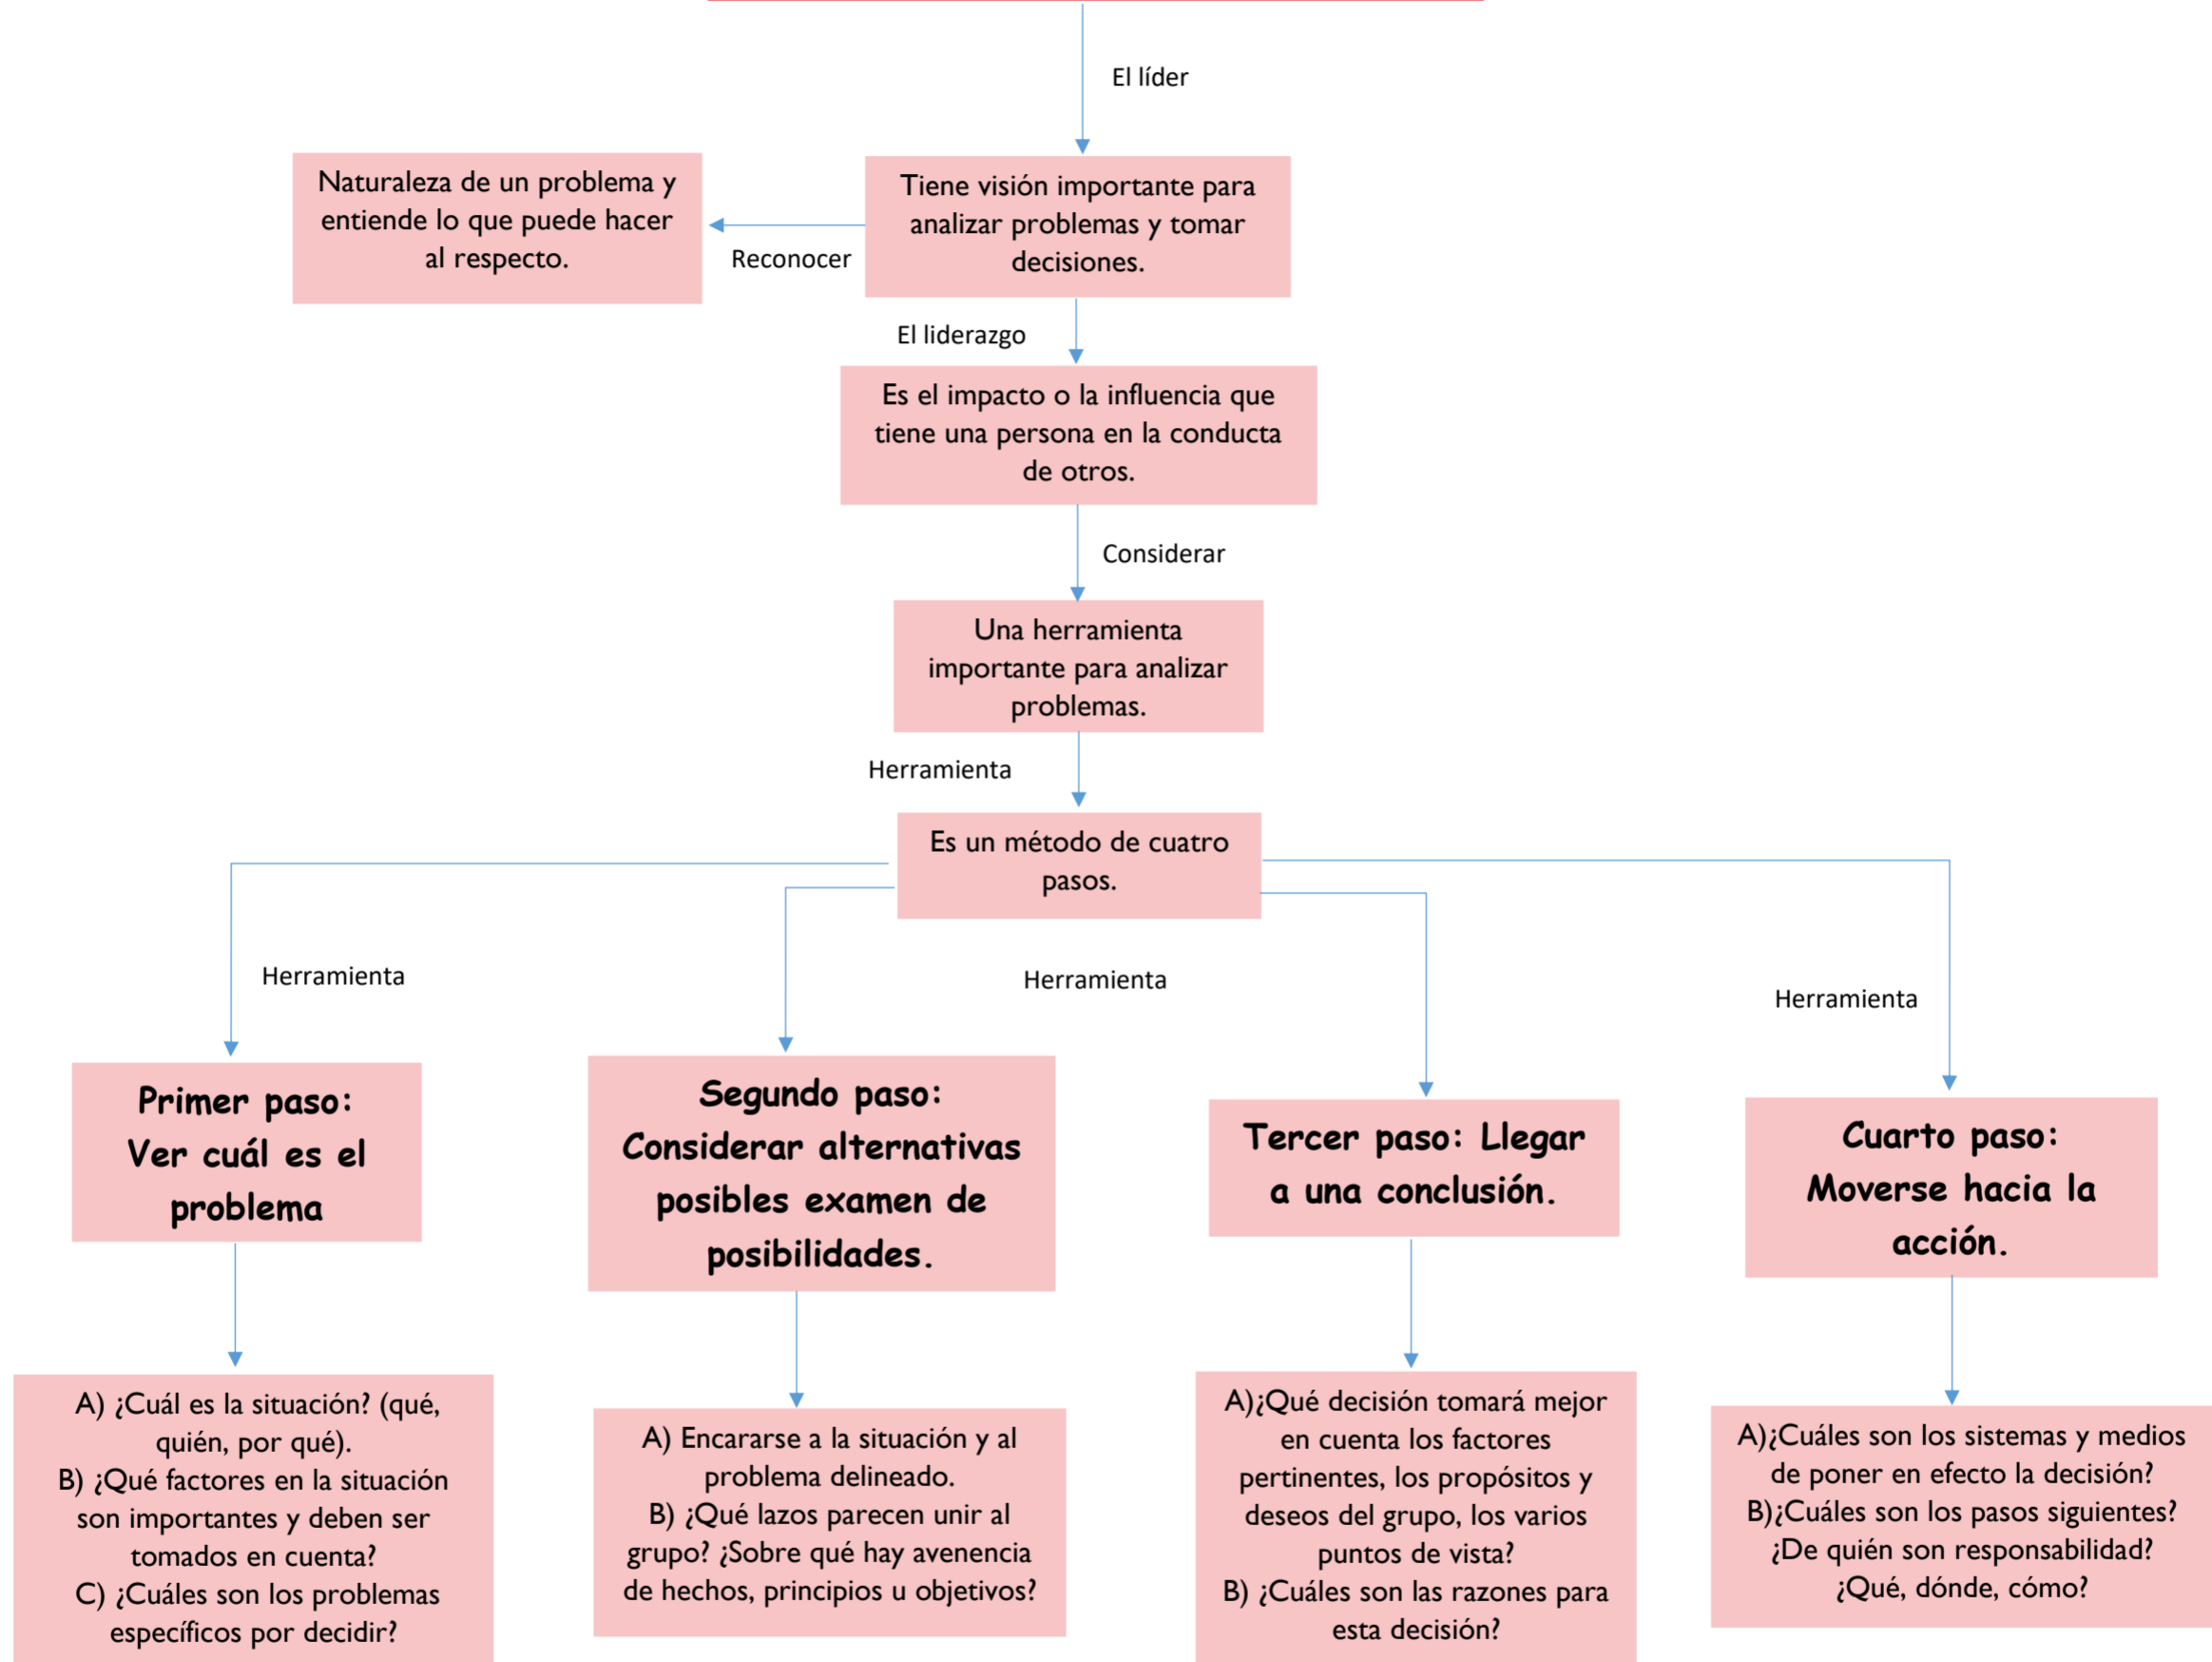 El líder
Naturaleza de un problema y
entiende lo que puede hacer
al respecto.
Reconocer
Tiene visión importante para
analizar problemas y tomar
decisiones.
El liderazgo
Es el impacto o la influencia que
tiene una persona en la conducta
de otros.
Considerar
Una herramienta
importante para analizar
problemas.
Herramienta
Es un método de cuatro
pasos.
Herramienta
Herramienta
Herramienta
Primer paso:
Ver cuál es el
problema
Segundo paso:
Considerar alternativas
posibles examen de
posibilidades.
Tercer paso: Llegar
a una conclusión.
Cuarto paso:
Moverse hacia la
acción.
A) ¿Cuál es la situación? (qué,
quién, por qué).
B) ¿Qué factores en la situación
son importantes y deben ser
tomados en cuenta?
C) ¿Cuáles son los problemas
específicos por decidir?
A) Encararse a la situación y al
problema delineado.
B) ¿Qué lazos parecen unir al
grupo? ¿Sobre qué hay avenencia
de hechos, principios u objetivos?
A)¿Qué decisión tomará mejor
en cuenta los factores
pertinentes, los propósitos y
deseos del grupo, los varios
puntos de vista?
B) ¿Cuáles son las razones para
esta decisión?
A)¿Cuáles son los sistemas y medios
de poner en efecto la decisión?
B)¿Cuáles son los pasos siguientes?
¿De quién son responsabilidad?
¿Qué, dónde, cómo?